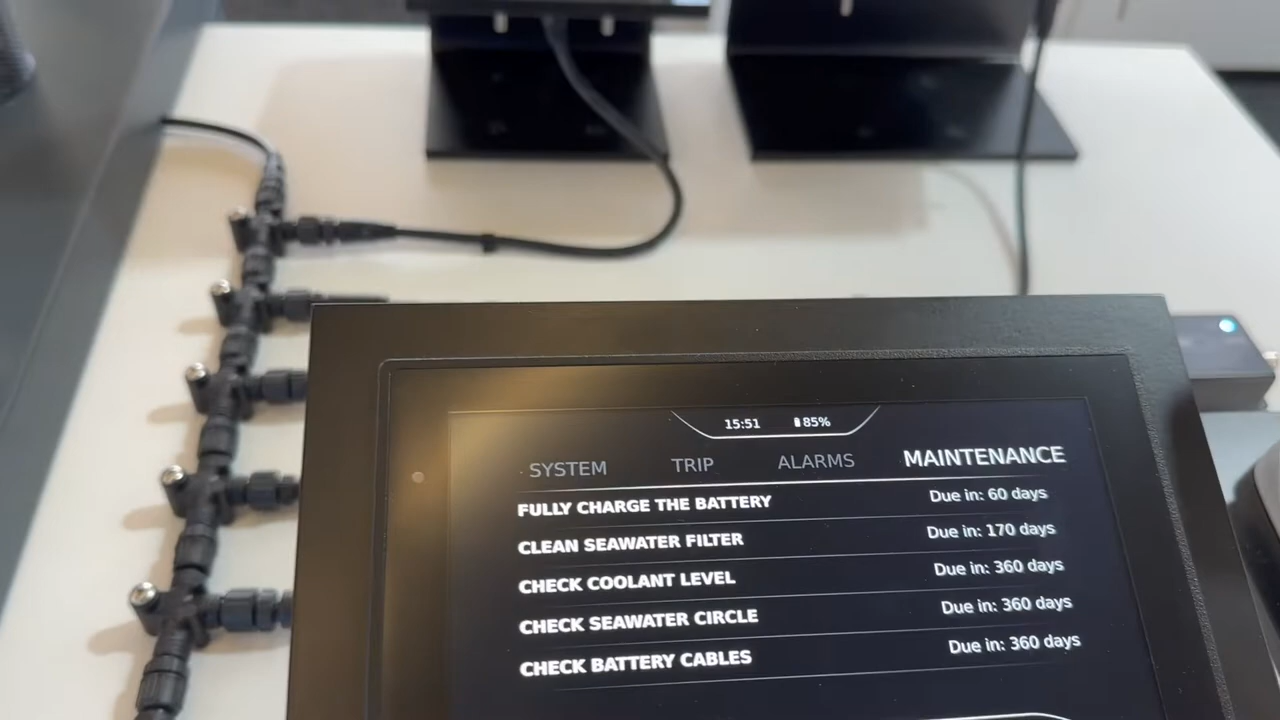 15:51 85%
SYSTEM TRIP ALARMS MAINTENANCE
FULLY CHARGE THE BATTERY Due in: 60 days
CLEAN SEAWATER FILTER Due in: 170 days
CHECK COOLANT LEVEL Due in: 360 days
CHECK SEAWATER CIRCLE Due in: 360 days
CHECK BATTERY CABLES Due in: 360 days